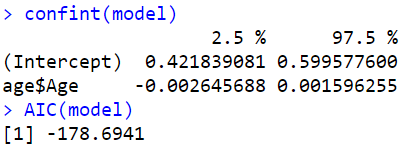 > confint(model)
2.5 % 97.5 %
(Intercept) 0.421839081 0.599577600
age$Age -0.002645688 0.001596255
> AIC(model)
[1] -178.6941